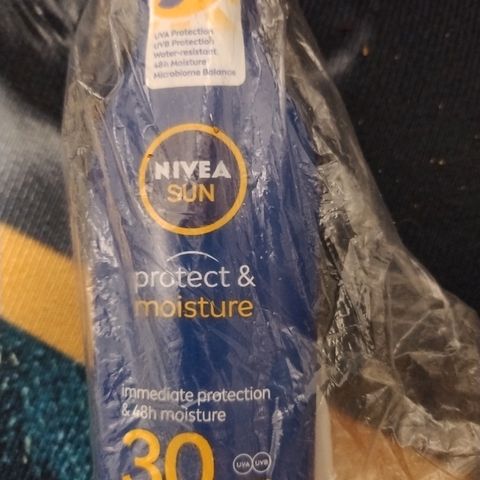 UVA Protection
UVB Protection
Water-resistant
48h Moisture
Microbiome Balance
NIVEA
SUN
protect &
moisture
immediate protection
& 48h moisture
30
UVA UVB